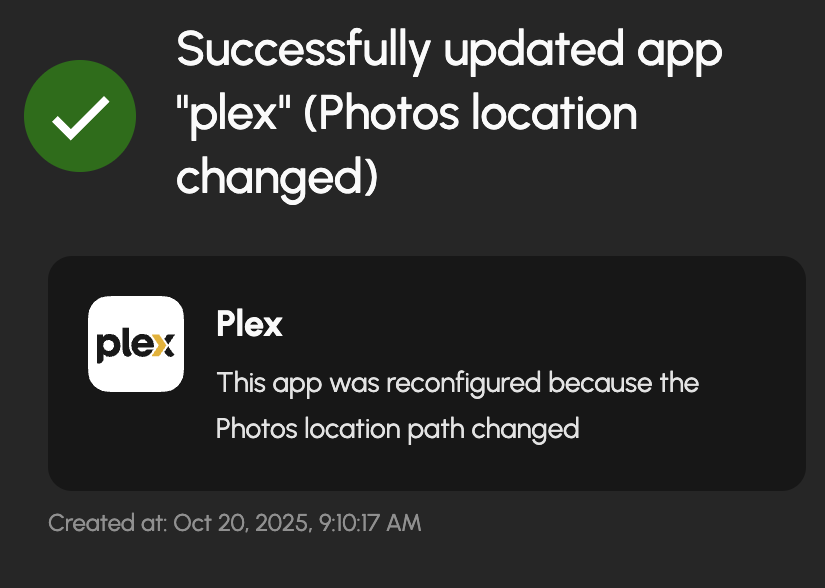 Successfully updated app
"plex" (Photos location
changed)
plex
Plex
This app was reconfigured because the
Photos location path changed
Created at: Oct 20, 2025, 9:10:17 AM